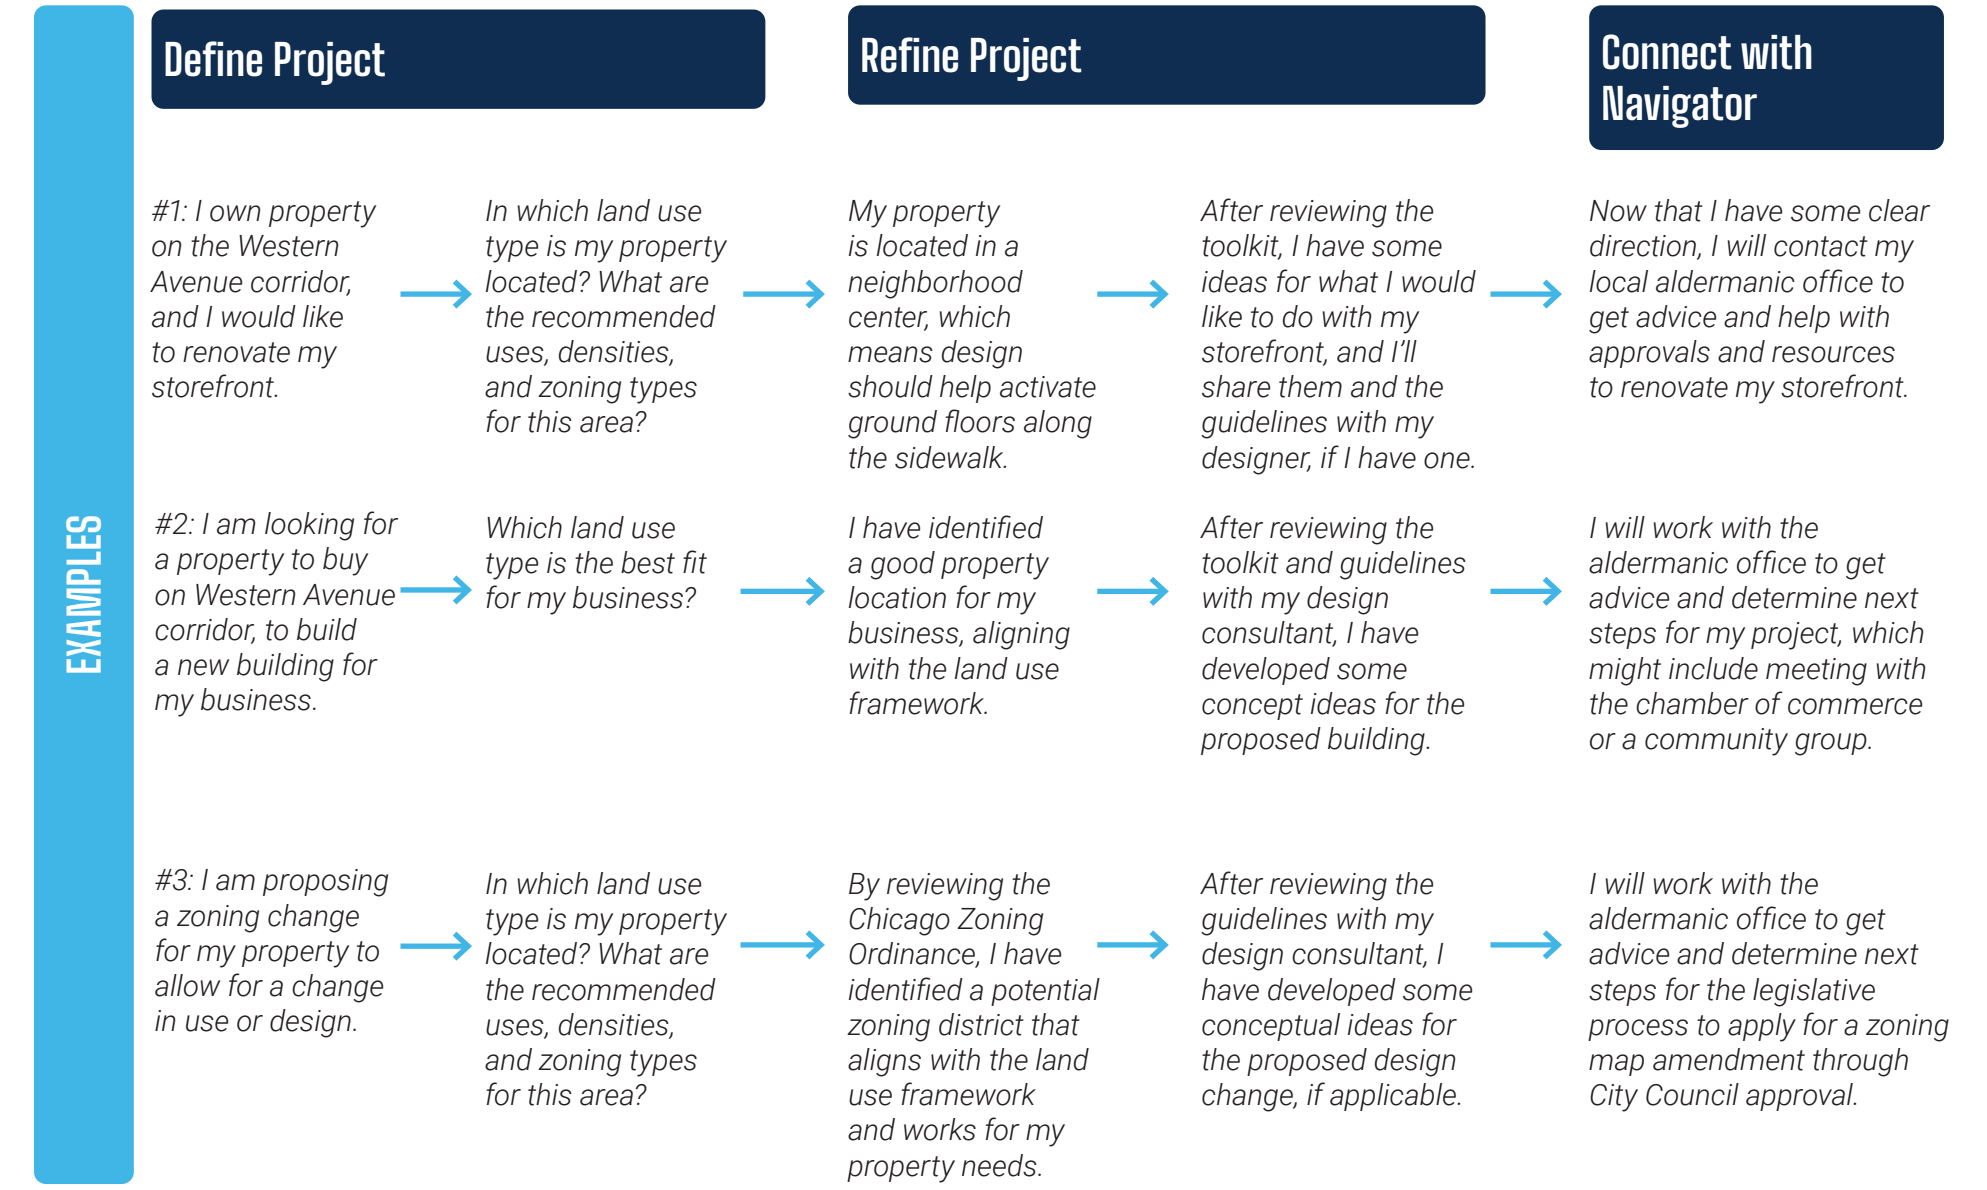 Define Project
Refine Project
Connect with
Navigator
EXAMPLES
#1: I own property
on the Western
Avenue corridor,
and I would like
to renovate my
storefront.
In which land use
type is my property
located? What are
the recommended
uses, densities,
and zoning types
for this area?
My property
is located in a
neighborhood
center, which
means design
should help activate
ground floors along
the sidewalk.
After reviewing the
toolkit, I have some
ideas for what I would
like to do with my
storefront, and I’ll
share them and the
guidelines with my
designer, if I have one.
Now that I have some clear
direction, I will contact my
local aldermanic office to
get advice and help with
approvals and resources
to renovate my storefront.
#2: I am looking for
a property to buy
on Western Avenue
corridor, to build
a new building for
my business.
Which land use
type is the best fit
for my business?
I have identified
a good property
location for my
business, aligning
with the land use
framework.
After reviewing the
toolkit and guidelines
with my design
consultant, I have
developed some
concept ideas for the
proposed building.
I will work with the
aldermanic office to get
advice and determine next
steps for my project, which
might include meeting with
the chamber of commerce
or a community group.
#3: I am proposing
a zoning change
for my property to
allow for a change
in use or design.
In which land use
type is my property
located? What are
the recommended
uses, densities,
and zoning types
for this area?
By reviewing the
Chicago Zoning
Ordinance, I have
identified a potential
zoning district that
aligns with the land
use framework
and works for my
property needs.
After reviewing the
guidelines with my
design consultant, I
have developed some
conceptual ideas for
the proposed design
change, if applicable.
I will work with the
aldermanic office to get
advice and determine next
steps for the legislative
process to apply for a zoning
map amendment through
City Council approval.